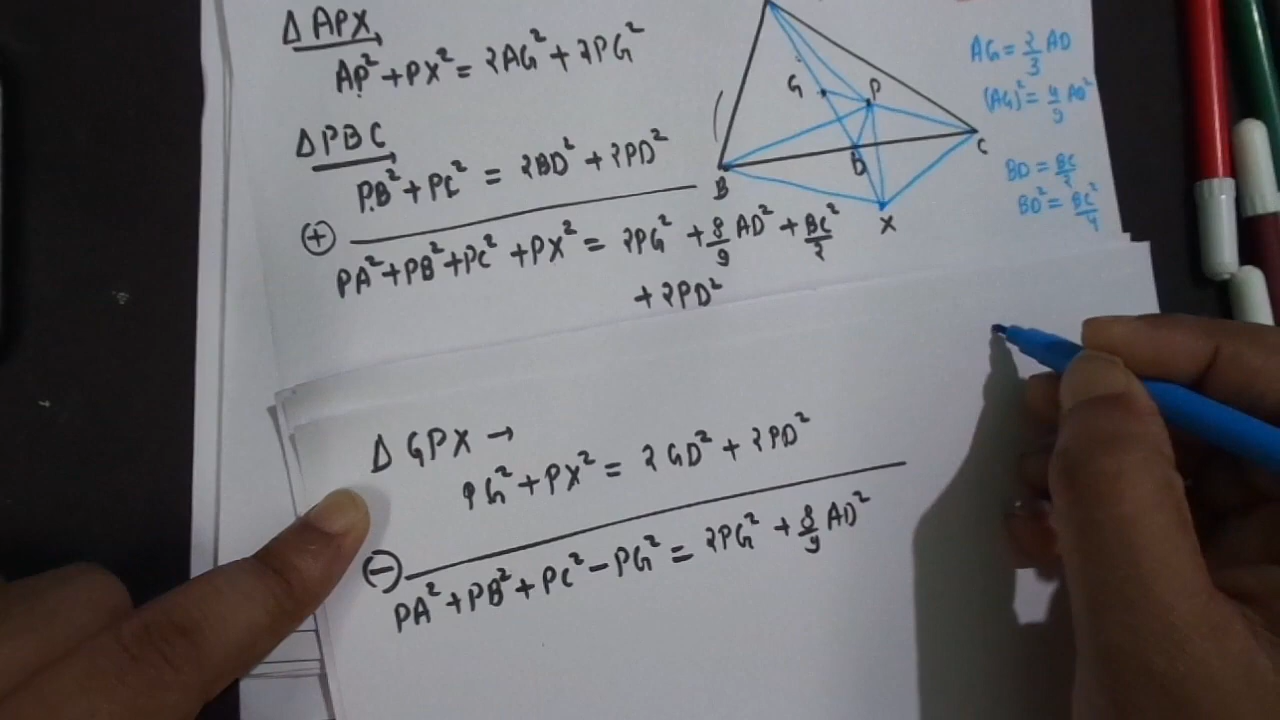 Δ APX
AP² + PX² = 2AG² + 2PG²
Δ PBC
PB² + PC² = 2BD² + 2PD²
(+)
PA² + PB² + PC² + PX² = 2PG² + 8/9 AD² + BC²/2
+ 2PD²
G
P
B
D
C
X
AG = 2/3 AD
(AG)² = 4/9 AD²
BD = BC/2
BD² = BC²/4
Δ GPX →
PG² + PX² = 2GD² + 2PD²
(−)
PA² + PB² + PC² − PG² = 2PG² + 8/9 AD²